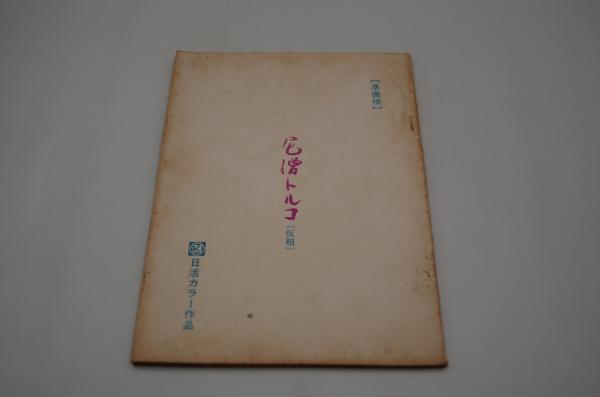 【準備稿】
尼僧トルコ
〔仮題〕
日活カラー作品